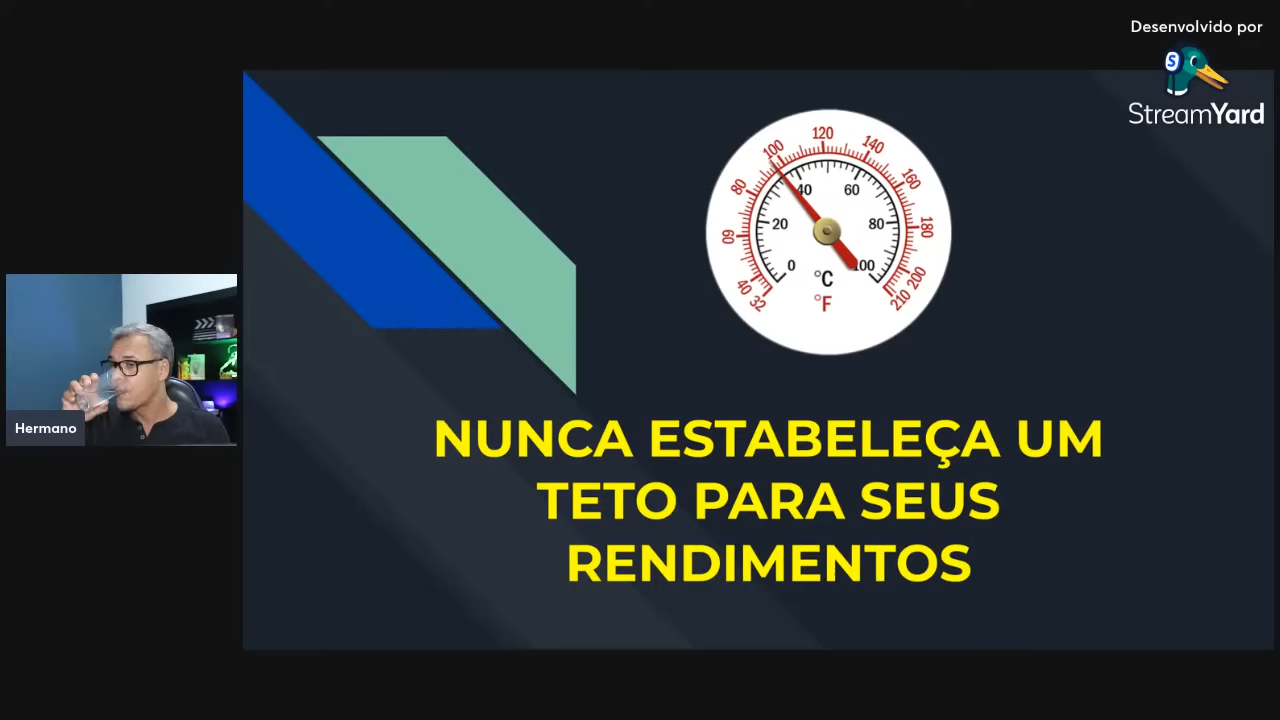 Desenvolvido por
StreamYard
120
100
140
80
40
60
160
20
80
180
60
0
100
°C
40
200
32
°F
210
Hermano
NUNCA ESTABELEÇA UM
TETO PARA SEUS
RENDIMENTOS